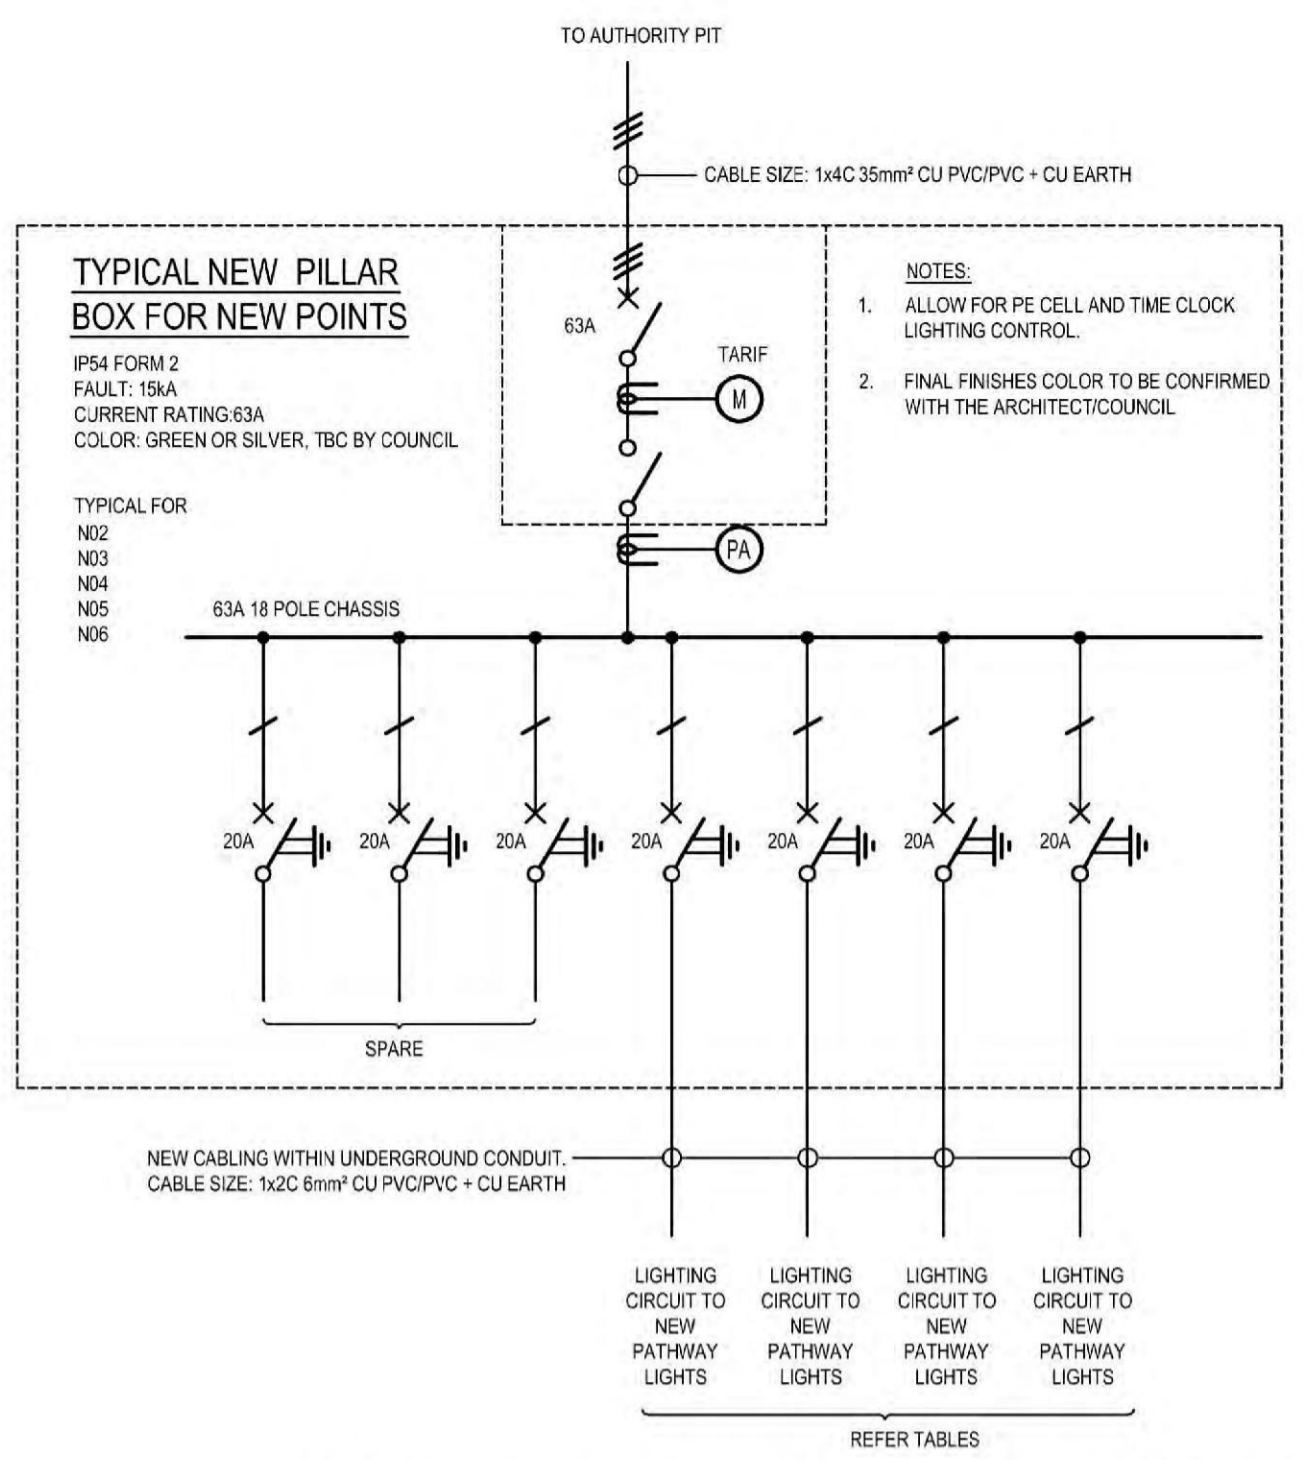 TO AUTHORITY PIT
CABLE SIZE: 1x4C 35mm² CU PVC/PVC + CU EARTH
TYPICAL NEW PILLAR
BOX FOR NEW POINTS
IP54 FORM 2
FAULT: 15kA
CURRENT RATING:63A
COLOR: GREEN OR SILVER, TBC BY COUNCIL
TYPICAL FOR
N02
N03
N04
N05
N06
63A
TARIF
M
PA
NOTES:
1. ALLOW FOR PE CELL AND TIME CLOCK
LIGHTING CONTROL.
2. FINAL FINISHES COLOR TO BE CONFIRMED
WITH THE ARCHITECT/COUNCIL
63A 18 POLE CHASSIS
20A 20A 20A 20A 20A 20A 20A
SPARE
NEW CABLING WITHIN UNDERGROUND CONDUIT.
CABLE SIZE: 1x2C 6mm² CU PVC/PVC + CU EARTH
LIGHTING
CIRCUIT TO
NEW
PATHWAY
LIGHTS
LIGHTING
CIRCUIT TO
NEW
PATHWAY
LIGHTS
LIGHTING
CIRCUIT TO
NEW
PATHWAY
LIGHTS
LIGHTING
CIRCUIT TO
NEW
PATHWAY
LIGHTS
REFER TABLES